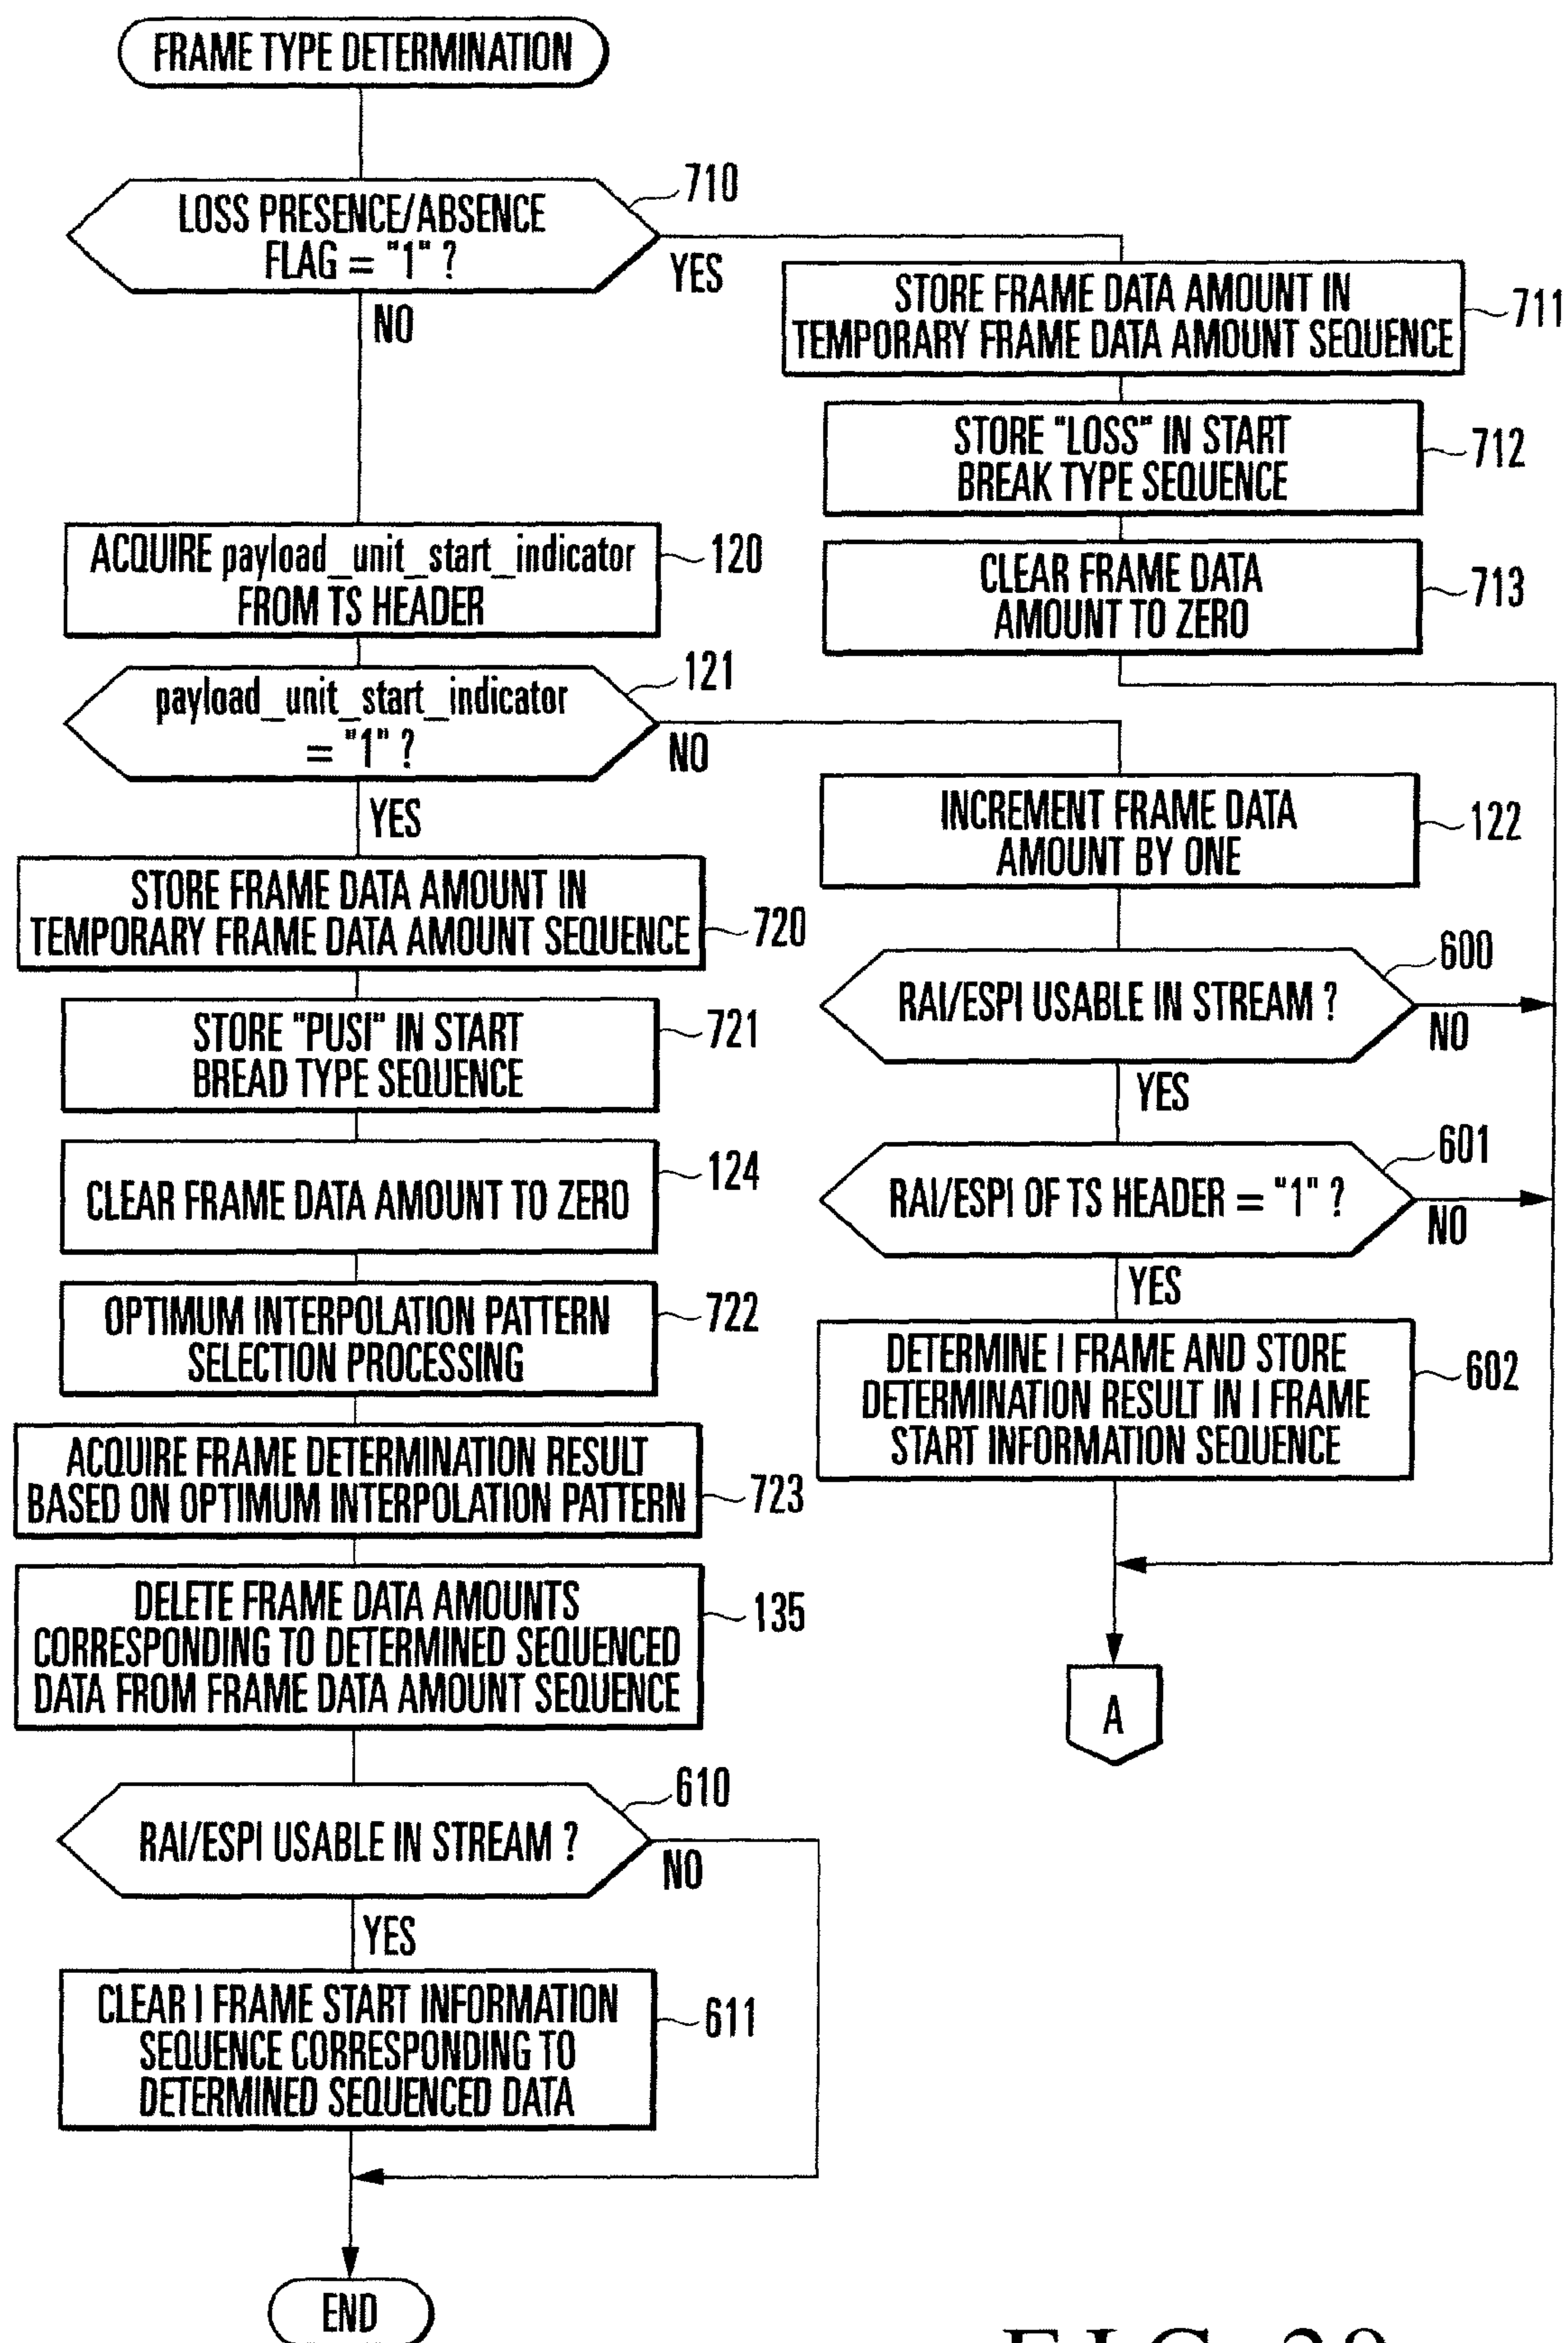 FRAME TYPE DETERMINATION
LOSS PRESENCE/ABSENCE
FLAG = "1" ?
710
YES
NO
STORE FRAME DATA AMOUNT IN
TEMPORARY FRAME DATA AMOUNT SEQUENCE
711
STORE "LOSS" IN START
BREAK TYPE SEQUENCE
712
CLEAR FRAME DATA
AMOUNT TO ZERO
713
ACQUIRE payload_unit_start_indicator
FROM TS HEADER
120
payload_unit_start_indicator
= "1" ?
121
NO
YES
INCREMENT FRAME DATA
AMOUNT BY ONE
122
RAI/ESPI USABLE IN STREAM ?
600
NO
YES
RAI/ESPI OF TS HEADER = "1" ?
601
NO
YES
DETERMINE I FRAME AND STORE
DETERMINATION RESULT IN I FRAME
START INFORMATION SEQUENCE
602
A
STORE FRAME DATA AMOUNT IN
TEMPORARY FRAME DATA AMOUNT SEQUENCE
720
STORE "PUSI" IN START
BREAD TYPE SEQUENCE
721
CLEAR FRAME DATA AMOUNT TO ZERO
124
OPTIMUM INTERPOLATION PATTERN
SELECTION PROCESSING
722
ACQUIRE FRAME DETERMINATION RESULT
BASED ON OPTIMUM INTERPOLATION PATTERN
723
DELETE FRAME DATA AMOUNTS
CORRESPONDING TO DETERMINED SEQUENCED
DATA FROM FRAME DATA AMOUNT SEQUENCE
135
RAI/ESPI USABLE IN STREAM ?
610
NO
YES
CLEAR I FRAME START INFORMATION
SEQUENCE CORRESPONDING TO
DETERMINED SEQUENCED DATA
611
END